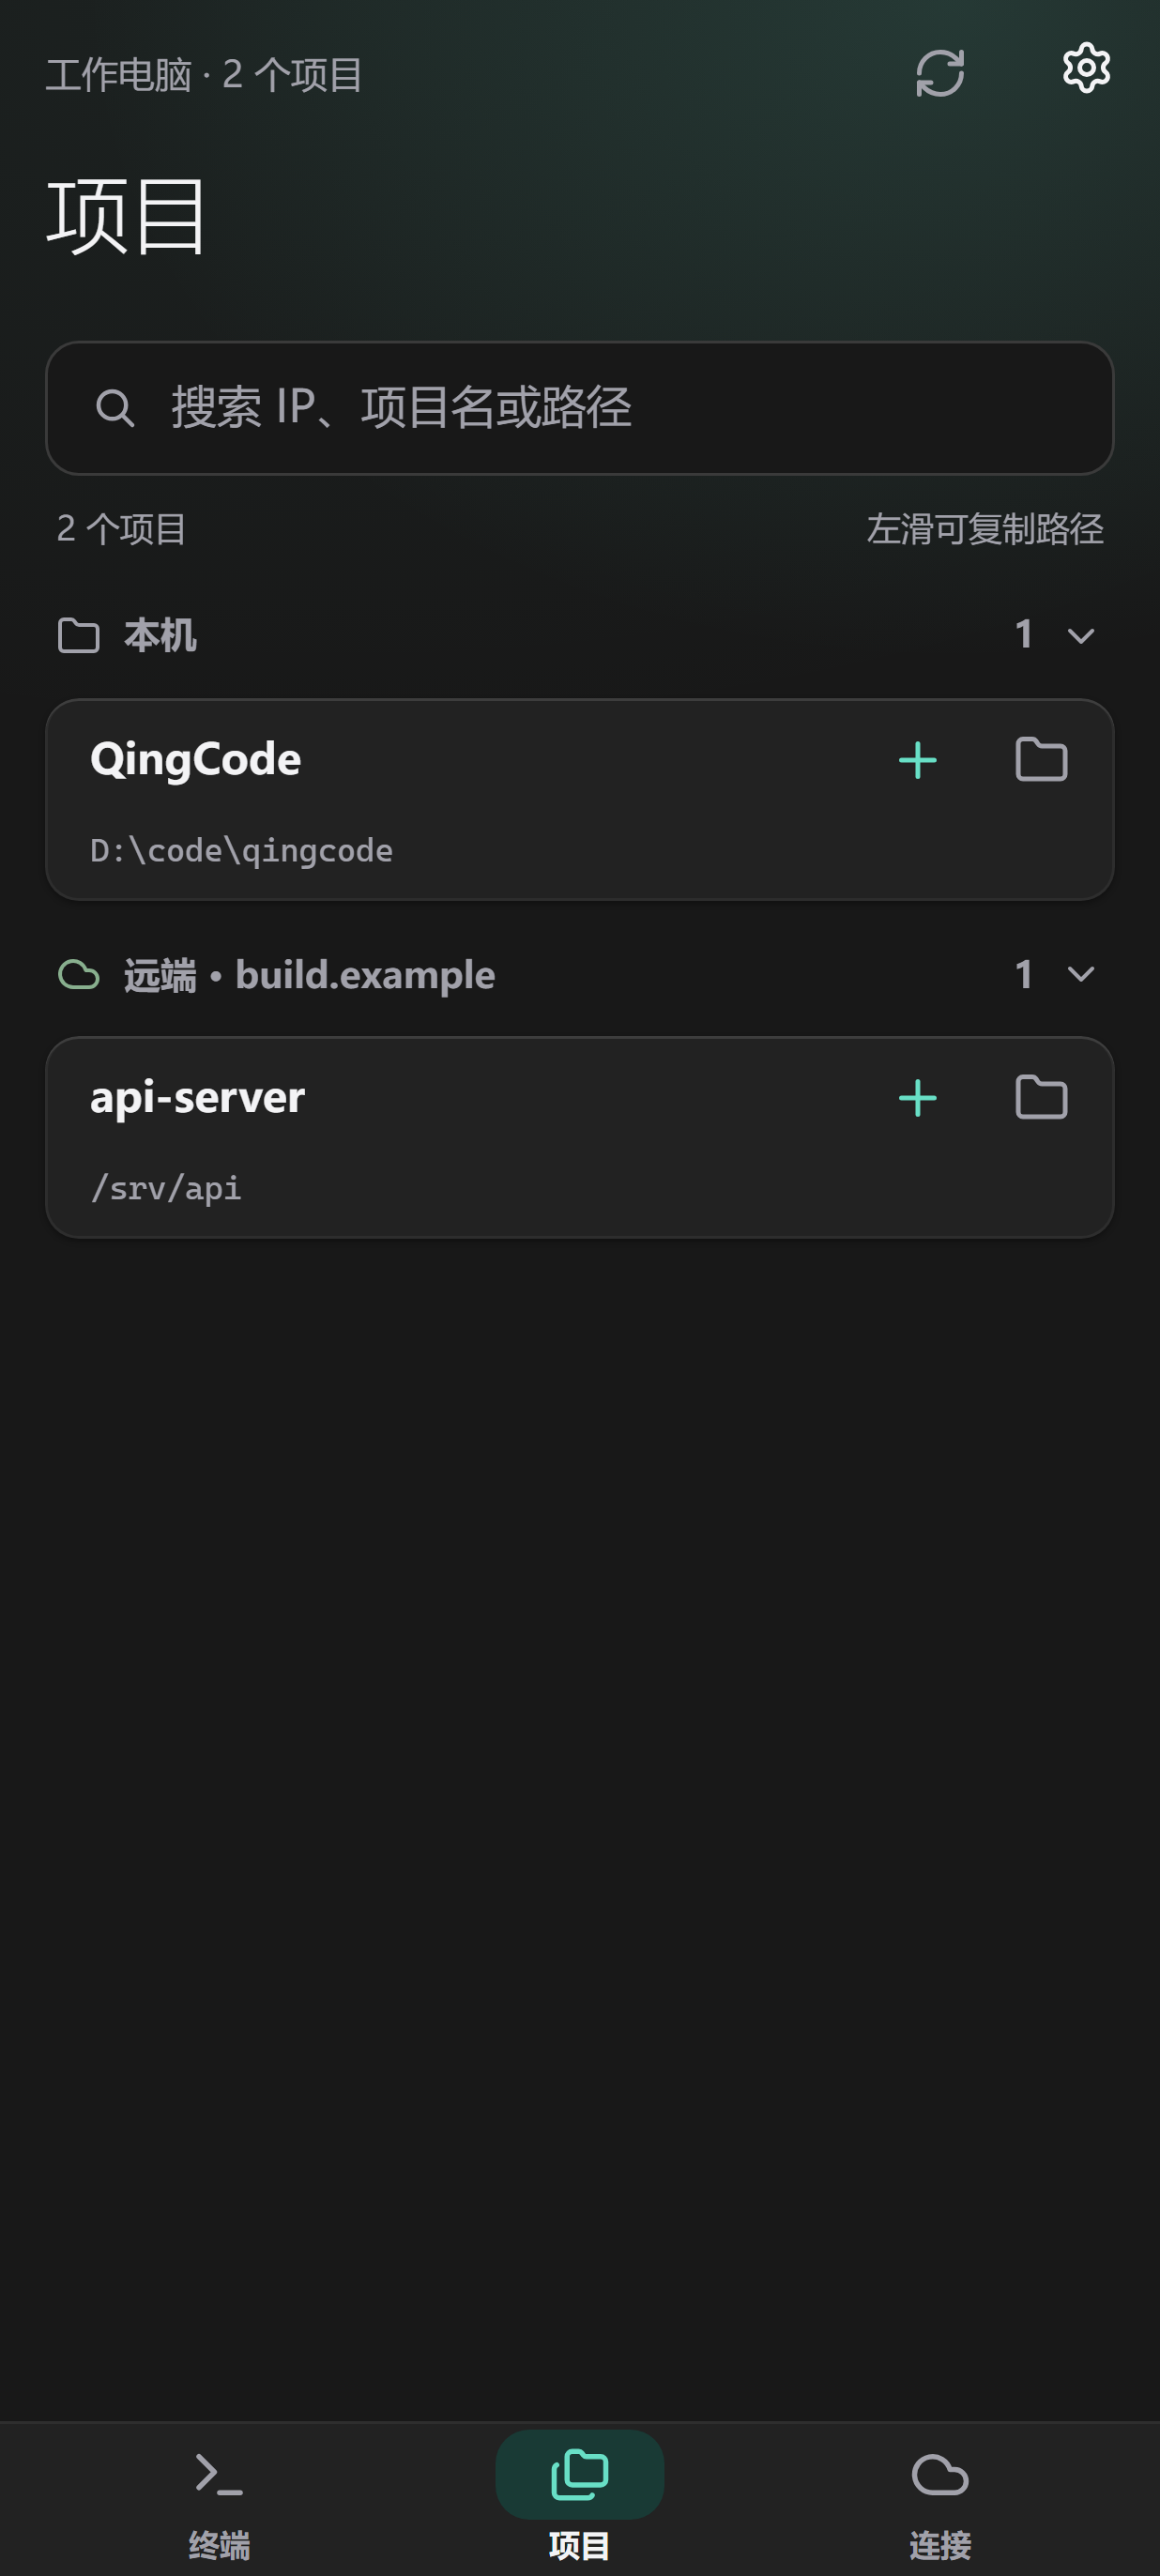 工作电脑 · 2 个项目
项目
搜索 IP、项目名或路径
2 个项目
左滑可复制路径
本机
1
QingCode
D:\code\qingcode
远端 • build.example
1
api-server
/srv/api
终端
项目
连接